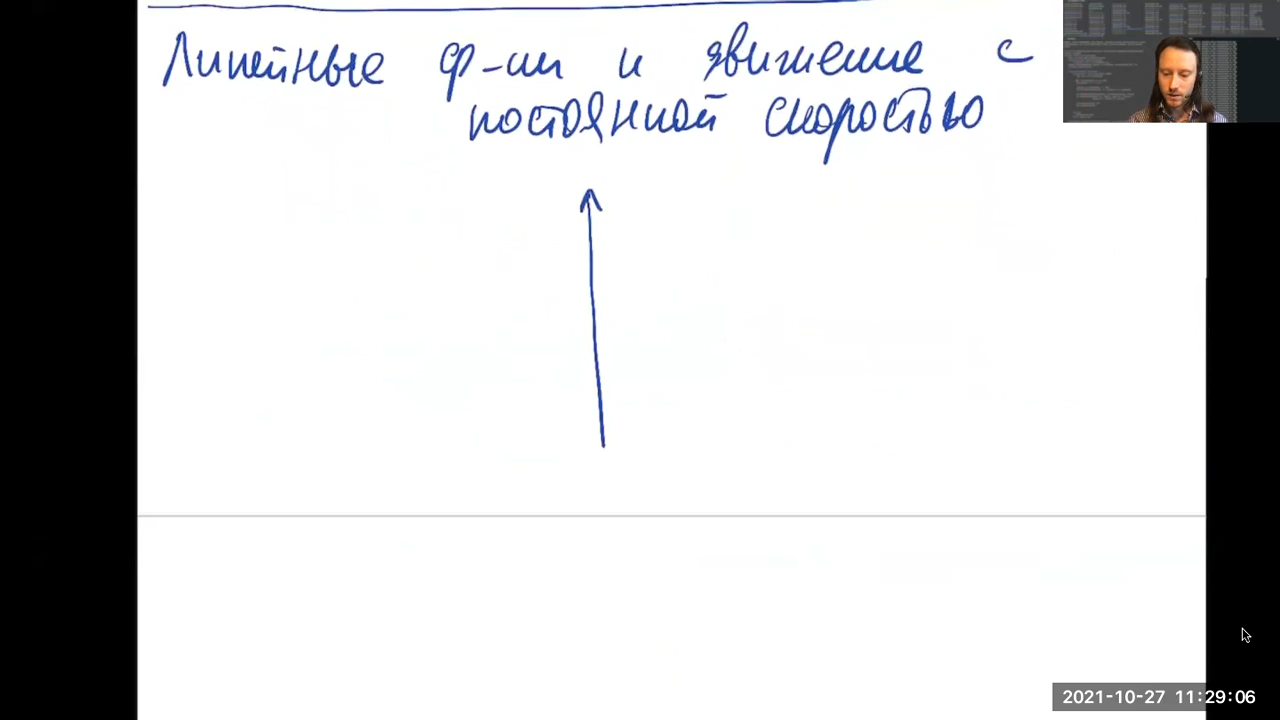 Линейные ф-ии и движение с
постоянной скоростью
2021-10-27 11:29:06